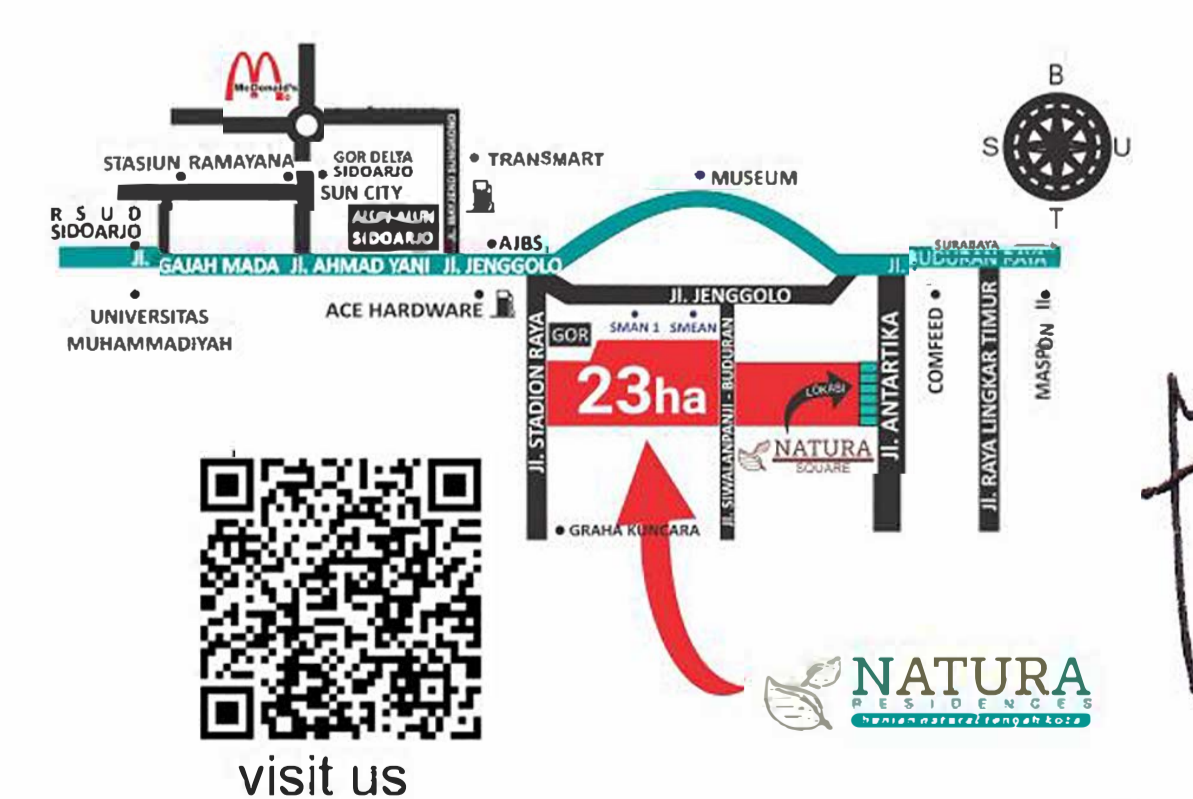 McDonald's
B
S
U
T
STASIUN
RAMAYANA
GOR DELTA
SIDOARJO
SUN CITY
TRANSMART
MUSEUM
R S U D
SIDOARJO
ALUN-ALUN
SIDOARJO
AJBS
SURABAYA
Jl. GAJAH MADA
Jl. AHMAD YANI
Jl. JENGGOLO
Jl. BUDURAN RAYA
UNIVERSITAS
MUHAMMADIYAH
ACE HARDWARE
Jl. JENGGOLO
GOR
SMAN 1
SMEAN
Jl. STADION RAYA
23ha
Jl. SIWALANPANJI - BUDURAN
LOKASI
NATURA
SQUARE
Jl. ANTARTIKA
COMFEED
Jl. RAYA LINGKAR TIMUR
MASPION II
GRAHA KUNCARA
NATURA
RESIDENCES
hunian natural tengah kota
visit us